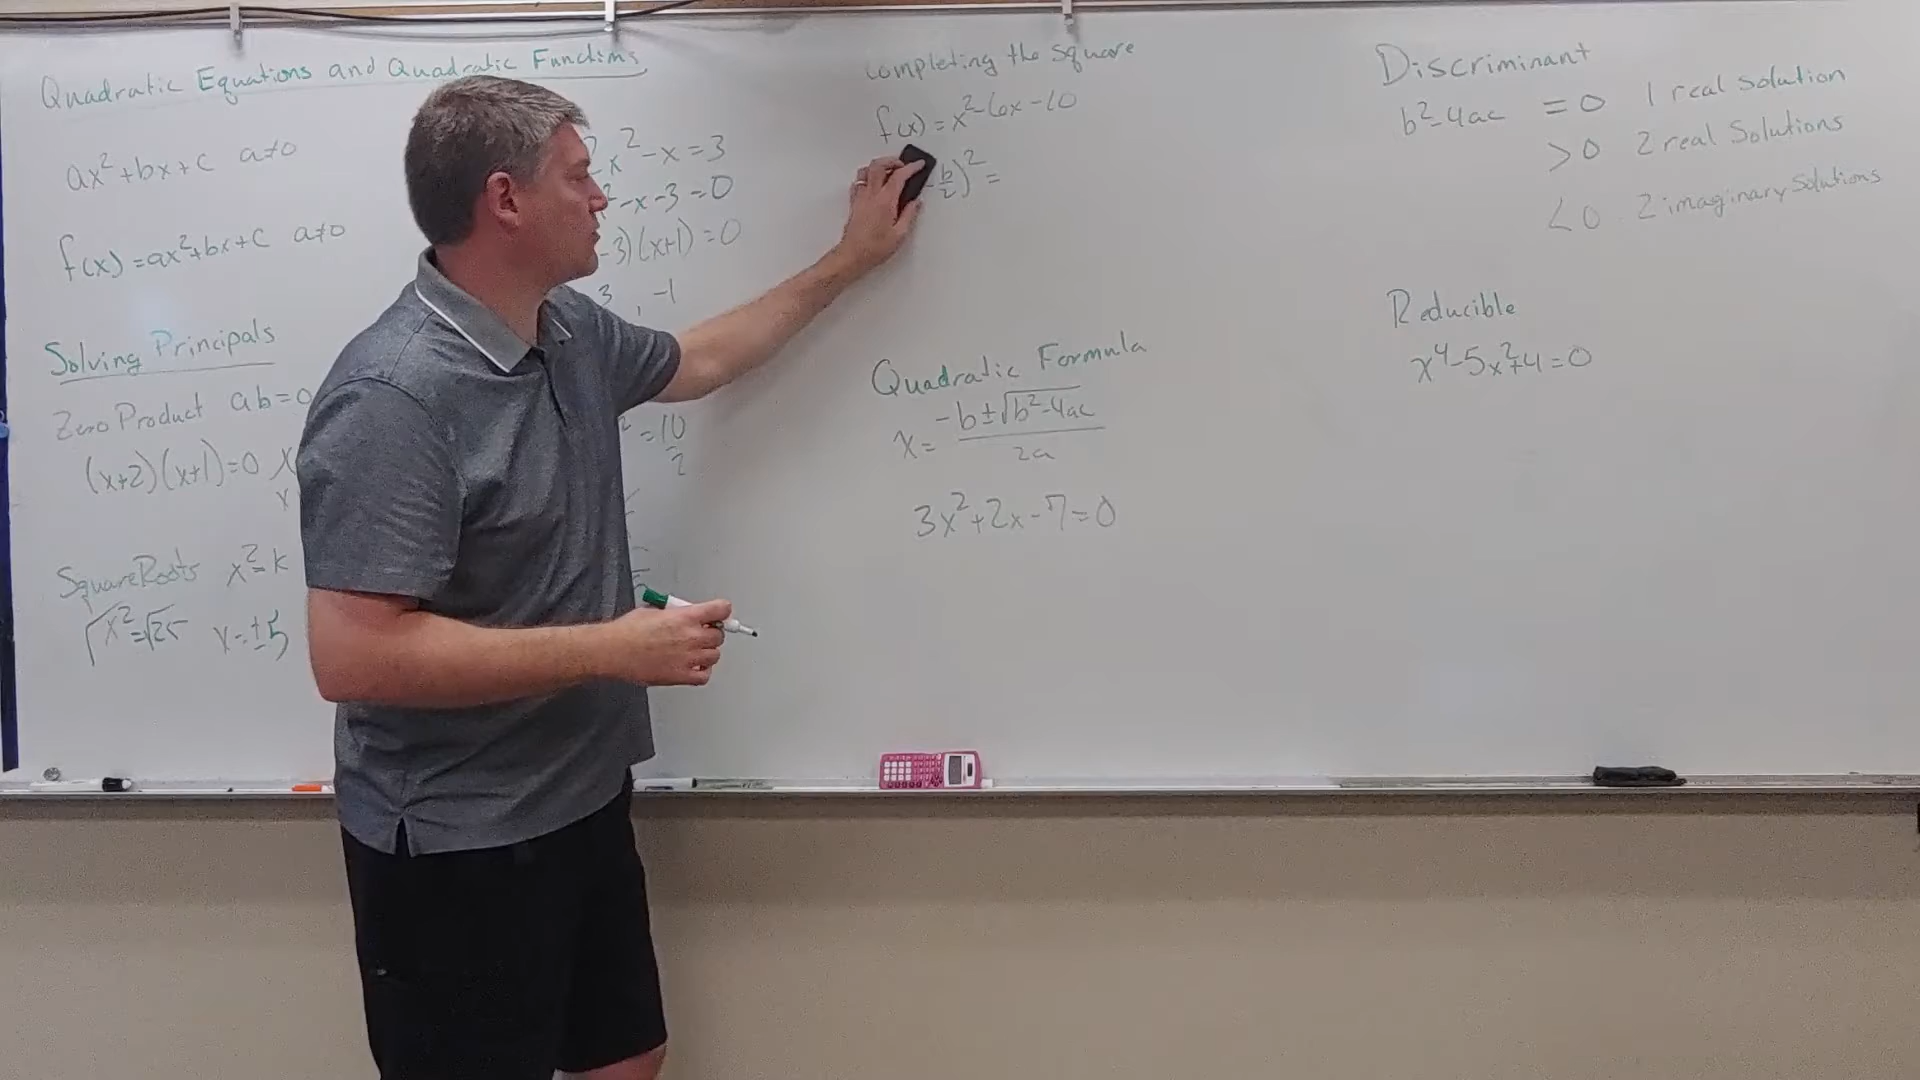 Quadratic Equations and Quadratic Functions
ax²+bx+c a≠0
f(x)=ax²+bx+c a≠0
Solving Principals
Zero Product ab=0
(x+2)(x+1)=0 X
Square Roots x²=k
√x²=√25 x=±5
2x²-x=3
²-x-3=0
-3)(x+1)=0
3, -1
²=10
2
Completing the Square
f(x)=x²-6x-10
b/2)²=
Quadratic Formula
x=-b±√b²-4ac
2a
3x²+2x-7=0
Discriminant
b²-4ac =0 1 real solution
>0 2 real Solutions
<0 2 imaginary Solutions
Reducible
x⁴-5x²+4=0